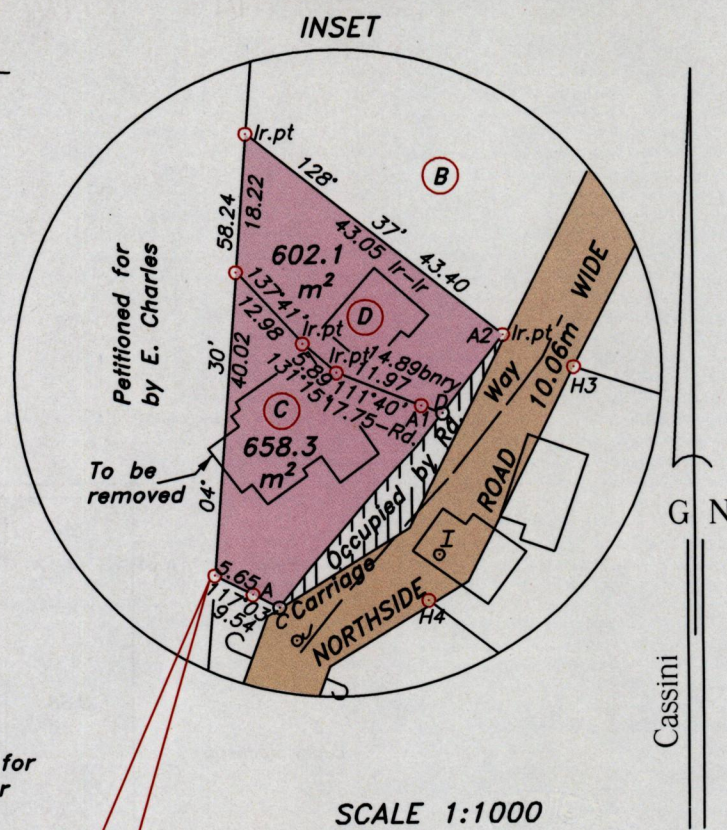 INSET
Ir.pt
128°
37'
43.05 Ir-Ir
43.40
B
58.24
18.22
602.1
m²
D
137°41'
12.98
Ir.pt
5.89
137°15'
Ir.pt
14.89bnry
11.97
111°40'
17.75-Rd.
A1
D
A2
Ir.pt
30'
40.02
04°
C
658.3
m²
Petitioned for
by E. Charles
To be
removed
Occupied by Rd.
Carriage
Way
NORTHSIDE
ROAD
10.06m
WIDE
H3
H4
I
5.65
A
17.03
9.54
C
G N
Cassini
for
r
SCALE 1:1000